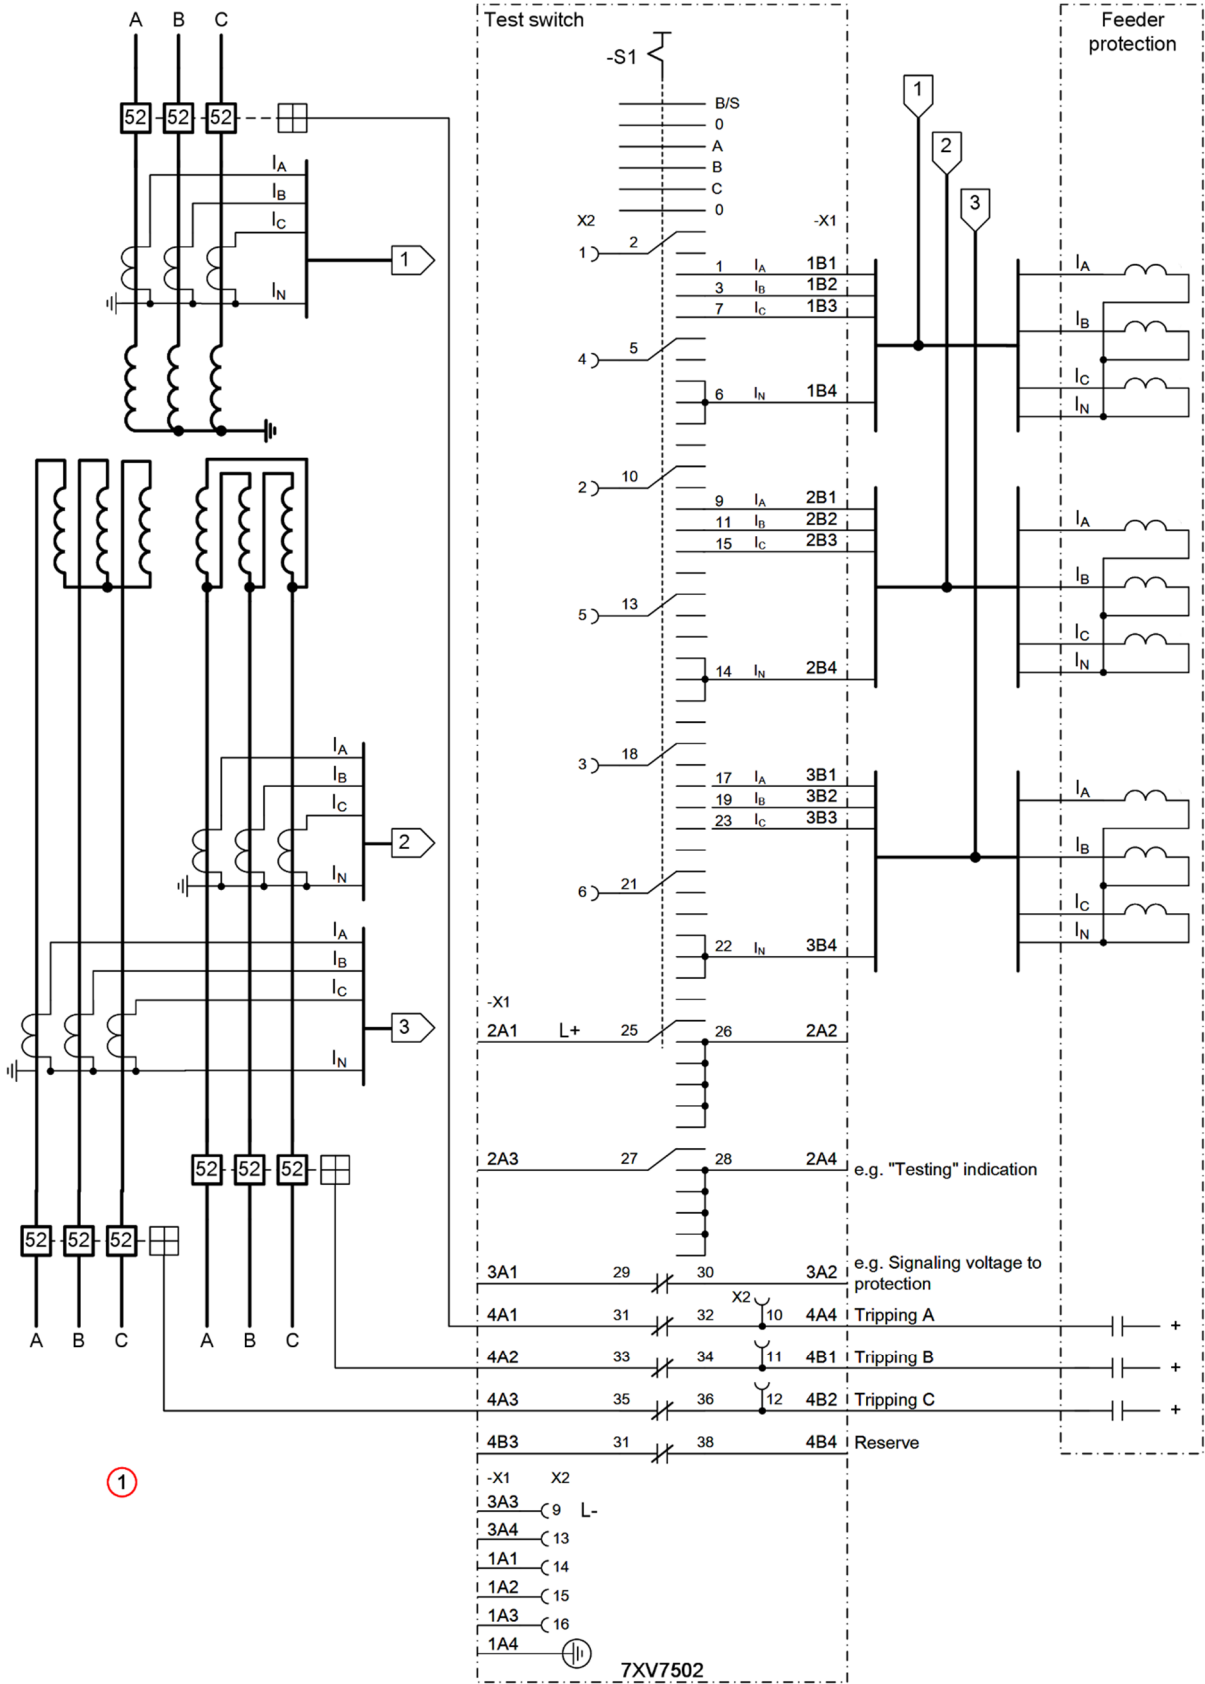 A B C
Test switch
Feeder
protection
-S1
52 52 52
B/S
0
A
B
C
0
1
2
3
IA
IB
IC
IN
1
X2
-X1
1 2
1 IA 1B1
3 IB 1B2
7 IC 1B3
4 5
6 IN 1B4
IA
IB
IC
IN
2 10
9 IA 2B1
11 IB 2B2
15 IC 2B3
5 13
14 IN 2B4
IA
IB
IC
IN
3 18
17 IA 3B1
19 IB 3B2
23 IC 3B3
6 21
22 IN 3B4
IA
IB
IC
IN
IA
IB
IC
IN
2
IA
IB
IC
IN
3
-X1
2A1 L+ 25 26 2A2
2A3 27 28 2A4 e.g. "Testing" indication
52 52 52
52 52 52
A B C A B C
3A1 29 30 3A2 e.g. Signaling voltage to
protection
X2
4A1 31 32 10 4A4 Tripping A +
4A2 33 34 11 4B1 Tripping B +
4A3 35 36 12 4B2 Tripping C +
4B3 31 38 4B4 Reserve
1
-X1 X2
3A3 9 L-
3A4 13
1A1 14
1A2 15
1A3 16
1A4
7XV7502